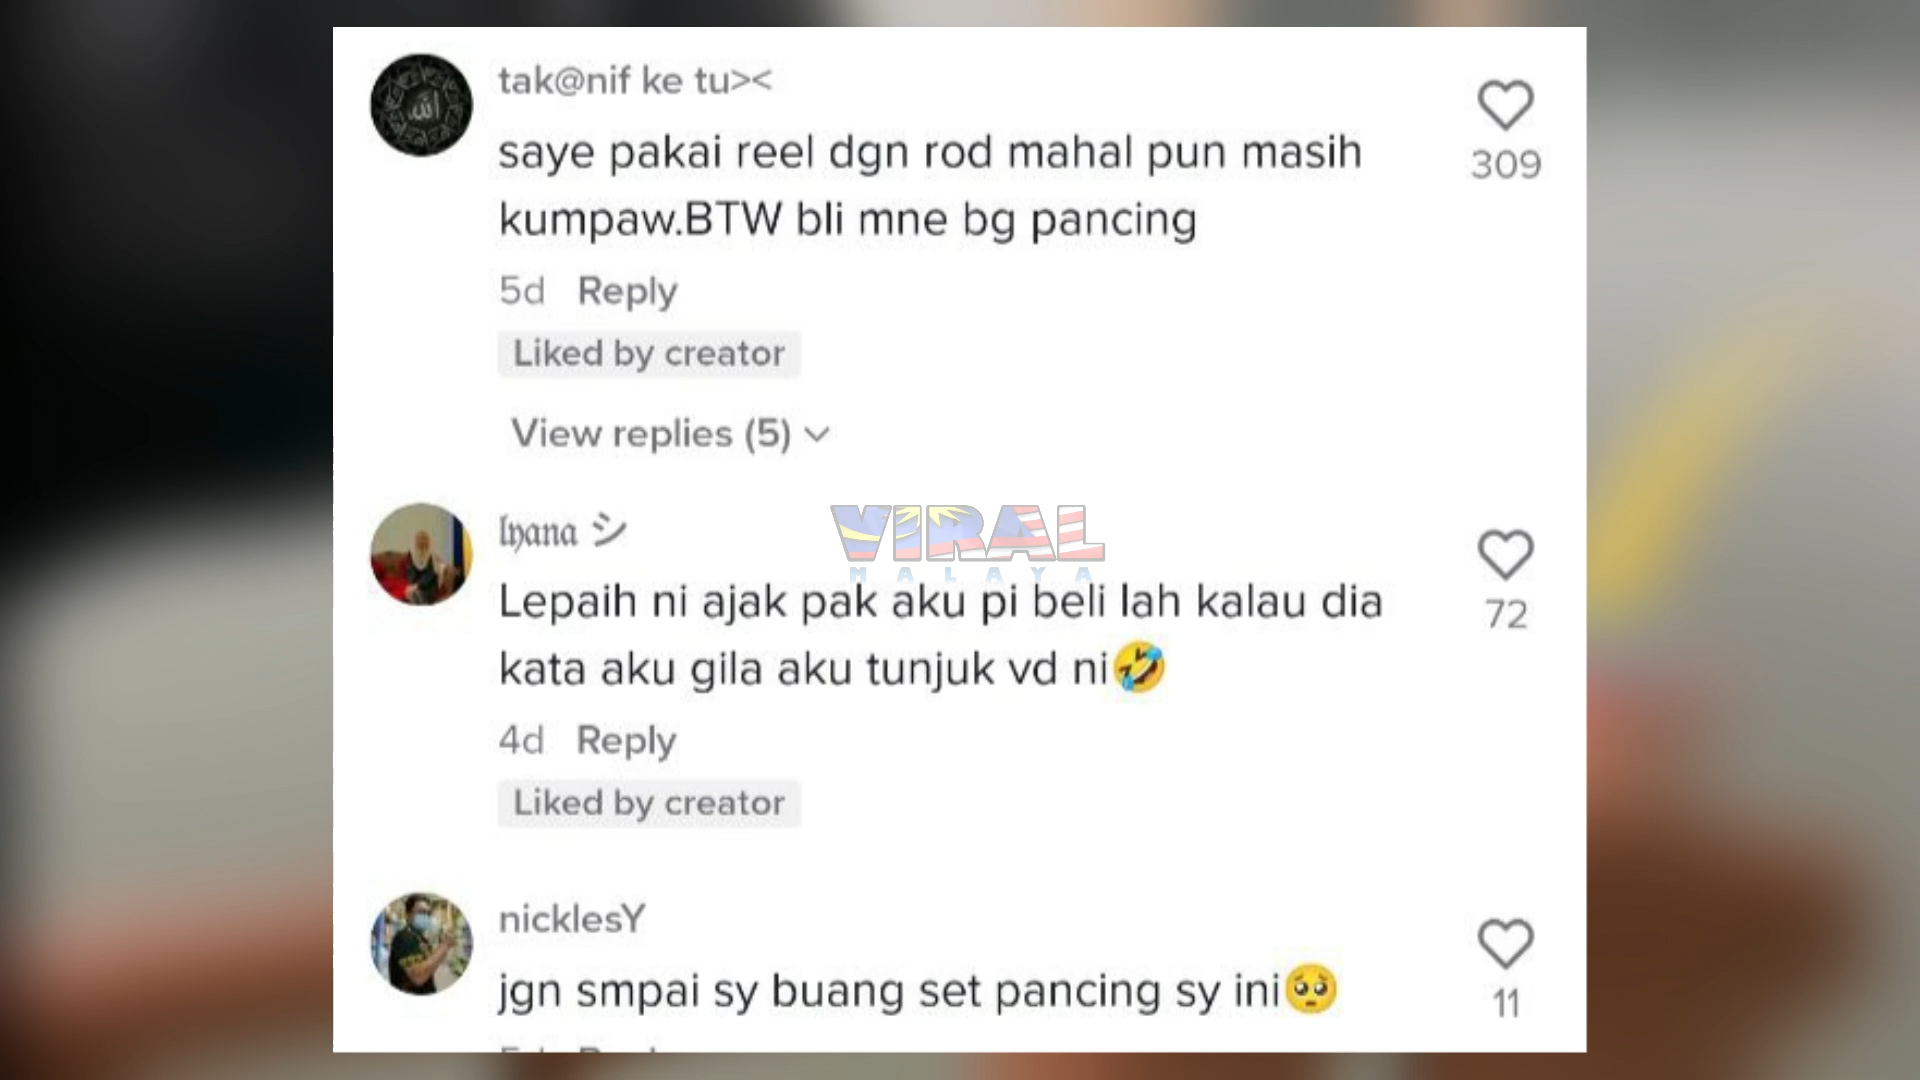 tak@nif ke tu><
309
saye pakai reel dgn rod mahal pun masih
kumpaw.BTW bli mne bg pancing
5d Reply
Liked by creator
View replies (5)
VIRAL
MALAYA
Iyana シ
72
Lepaih ni ajak pak aku pi beli lah kalau dia
kata aku gila aku tunjuk vd ni🤣
4d Reply
Liked by creator
nicklesY
11
jgn smpai sy buang set pancing sy ini🥺